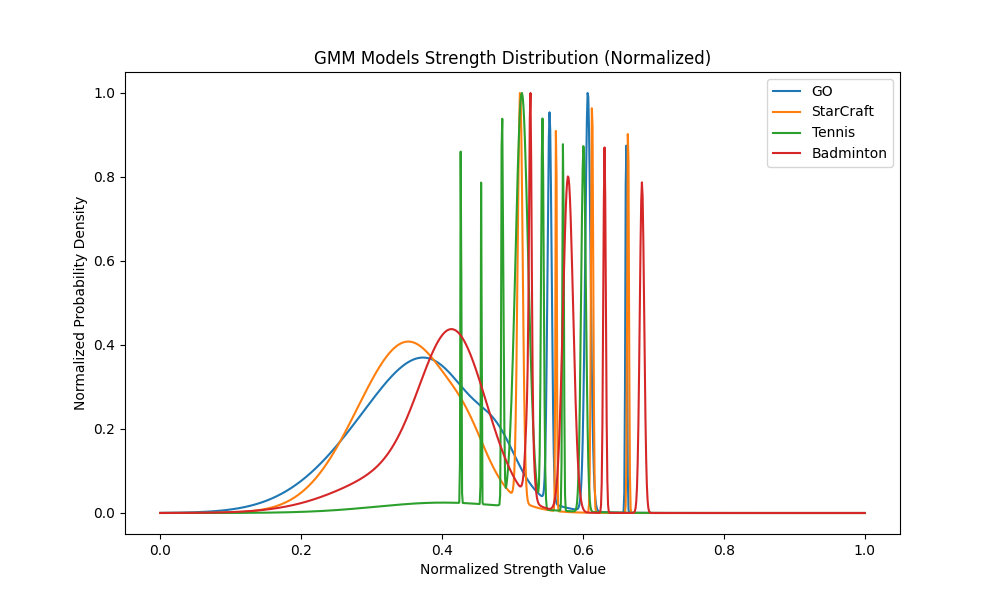 GMM Models Strength Distribution (Normalized)
GO
StarCraft
Tennis
Badminton
Normalized Probability Density
1.0
0.8
0.6
0.4
0.2
0.0
0.0 0.2 0.4 0.6 0.8 1.0
Normalized Strength Value